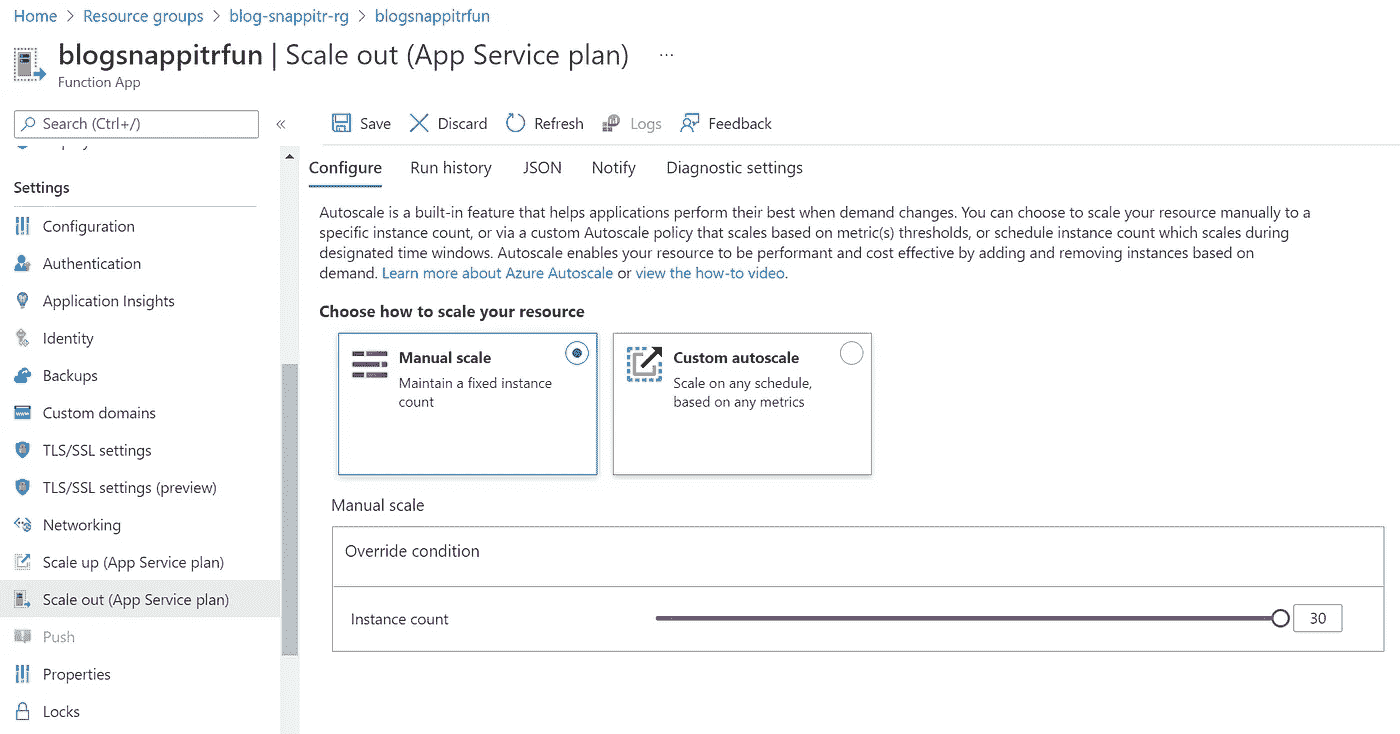 Home > Resource groups > blog-snappitr-rg > blogsnappitrfun
blogsnappitrfun | Scale out (App Service plan) ...
Function App
Search (Ctrl+/)
«
Save
Discard
Refresh
Logs
Feedback
Settings
Configuration
Authentication
Application Insights
Identity
Backups
Custom domains
TLS/SSL settings
TLS/SSL settings (preview)
Networking
Scale up (App Service plan)
Scale out (App Service plan)
Push
Properties
Locks
Configure
Run history
JSON
Notify
Diagnostic settings
Autoscale is a built-in feature that helps applications perform their best when demand changes. You can choose to scale your resource manually to a
specific instance count, or via a custom Autoscale policy that scales based on metric(s) thresholds, or schedule instance count which scales during
designated time windows. Autoscale enables your resource to be performant and cost effective by adding and removing instances based on
demand. Learn more about Azure Autoscale or view the how-to video.
Choose how to scale your resource
Manual scale
Maintain a fixed instance
count
Custom autoscale
Scale on any schedule,
based on any metrics
Manual scale
Override condition
Instance count
30